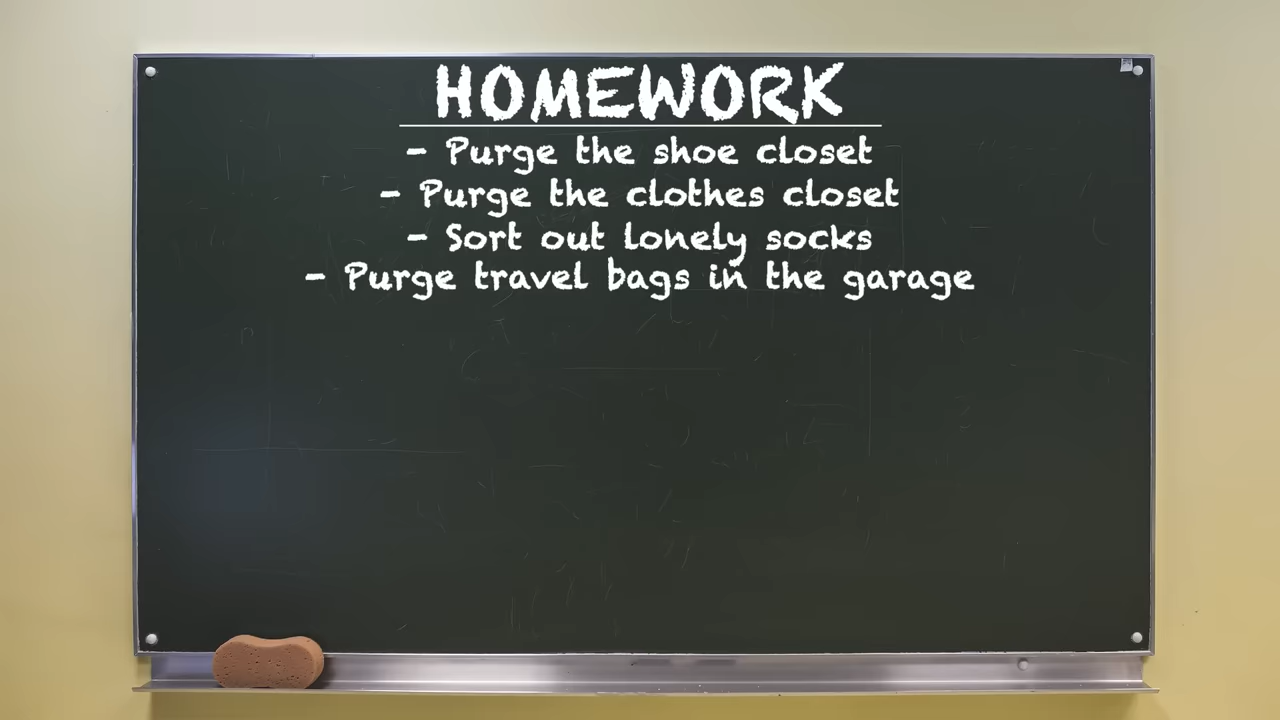 HOMEWORK
- Purge the shoe closet
- Purge the clothes closet
- Sort out lonely socks
- Purge travel bags in the garage